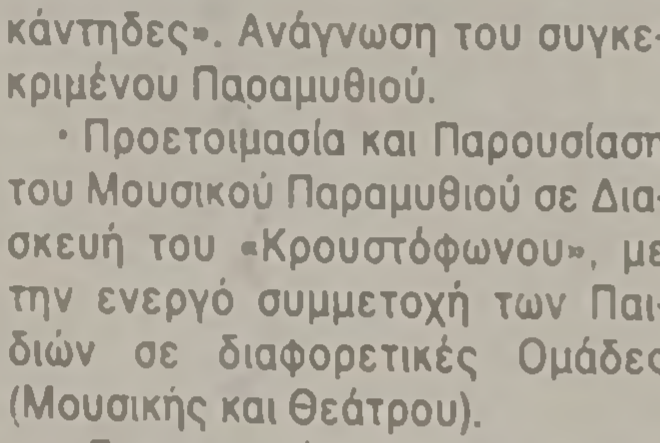 κάντηδες». Ανάγνωση του συγκε-
κριμένου Παραμυθιού.
• Προετοιμασία και Παρουσίαση
του Μουσικού Παραμυθιού σε Δια-
σκευή του «Κρουστόφωνου», με
την ενεργό συμμετοχή των Παι-
διών σε διαφορετικές Ομάδες
(Μουσικής και Θεάτρου).